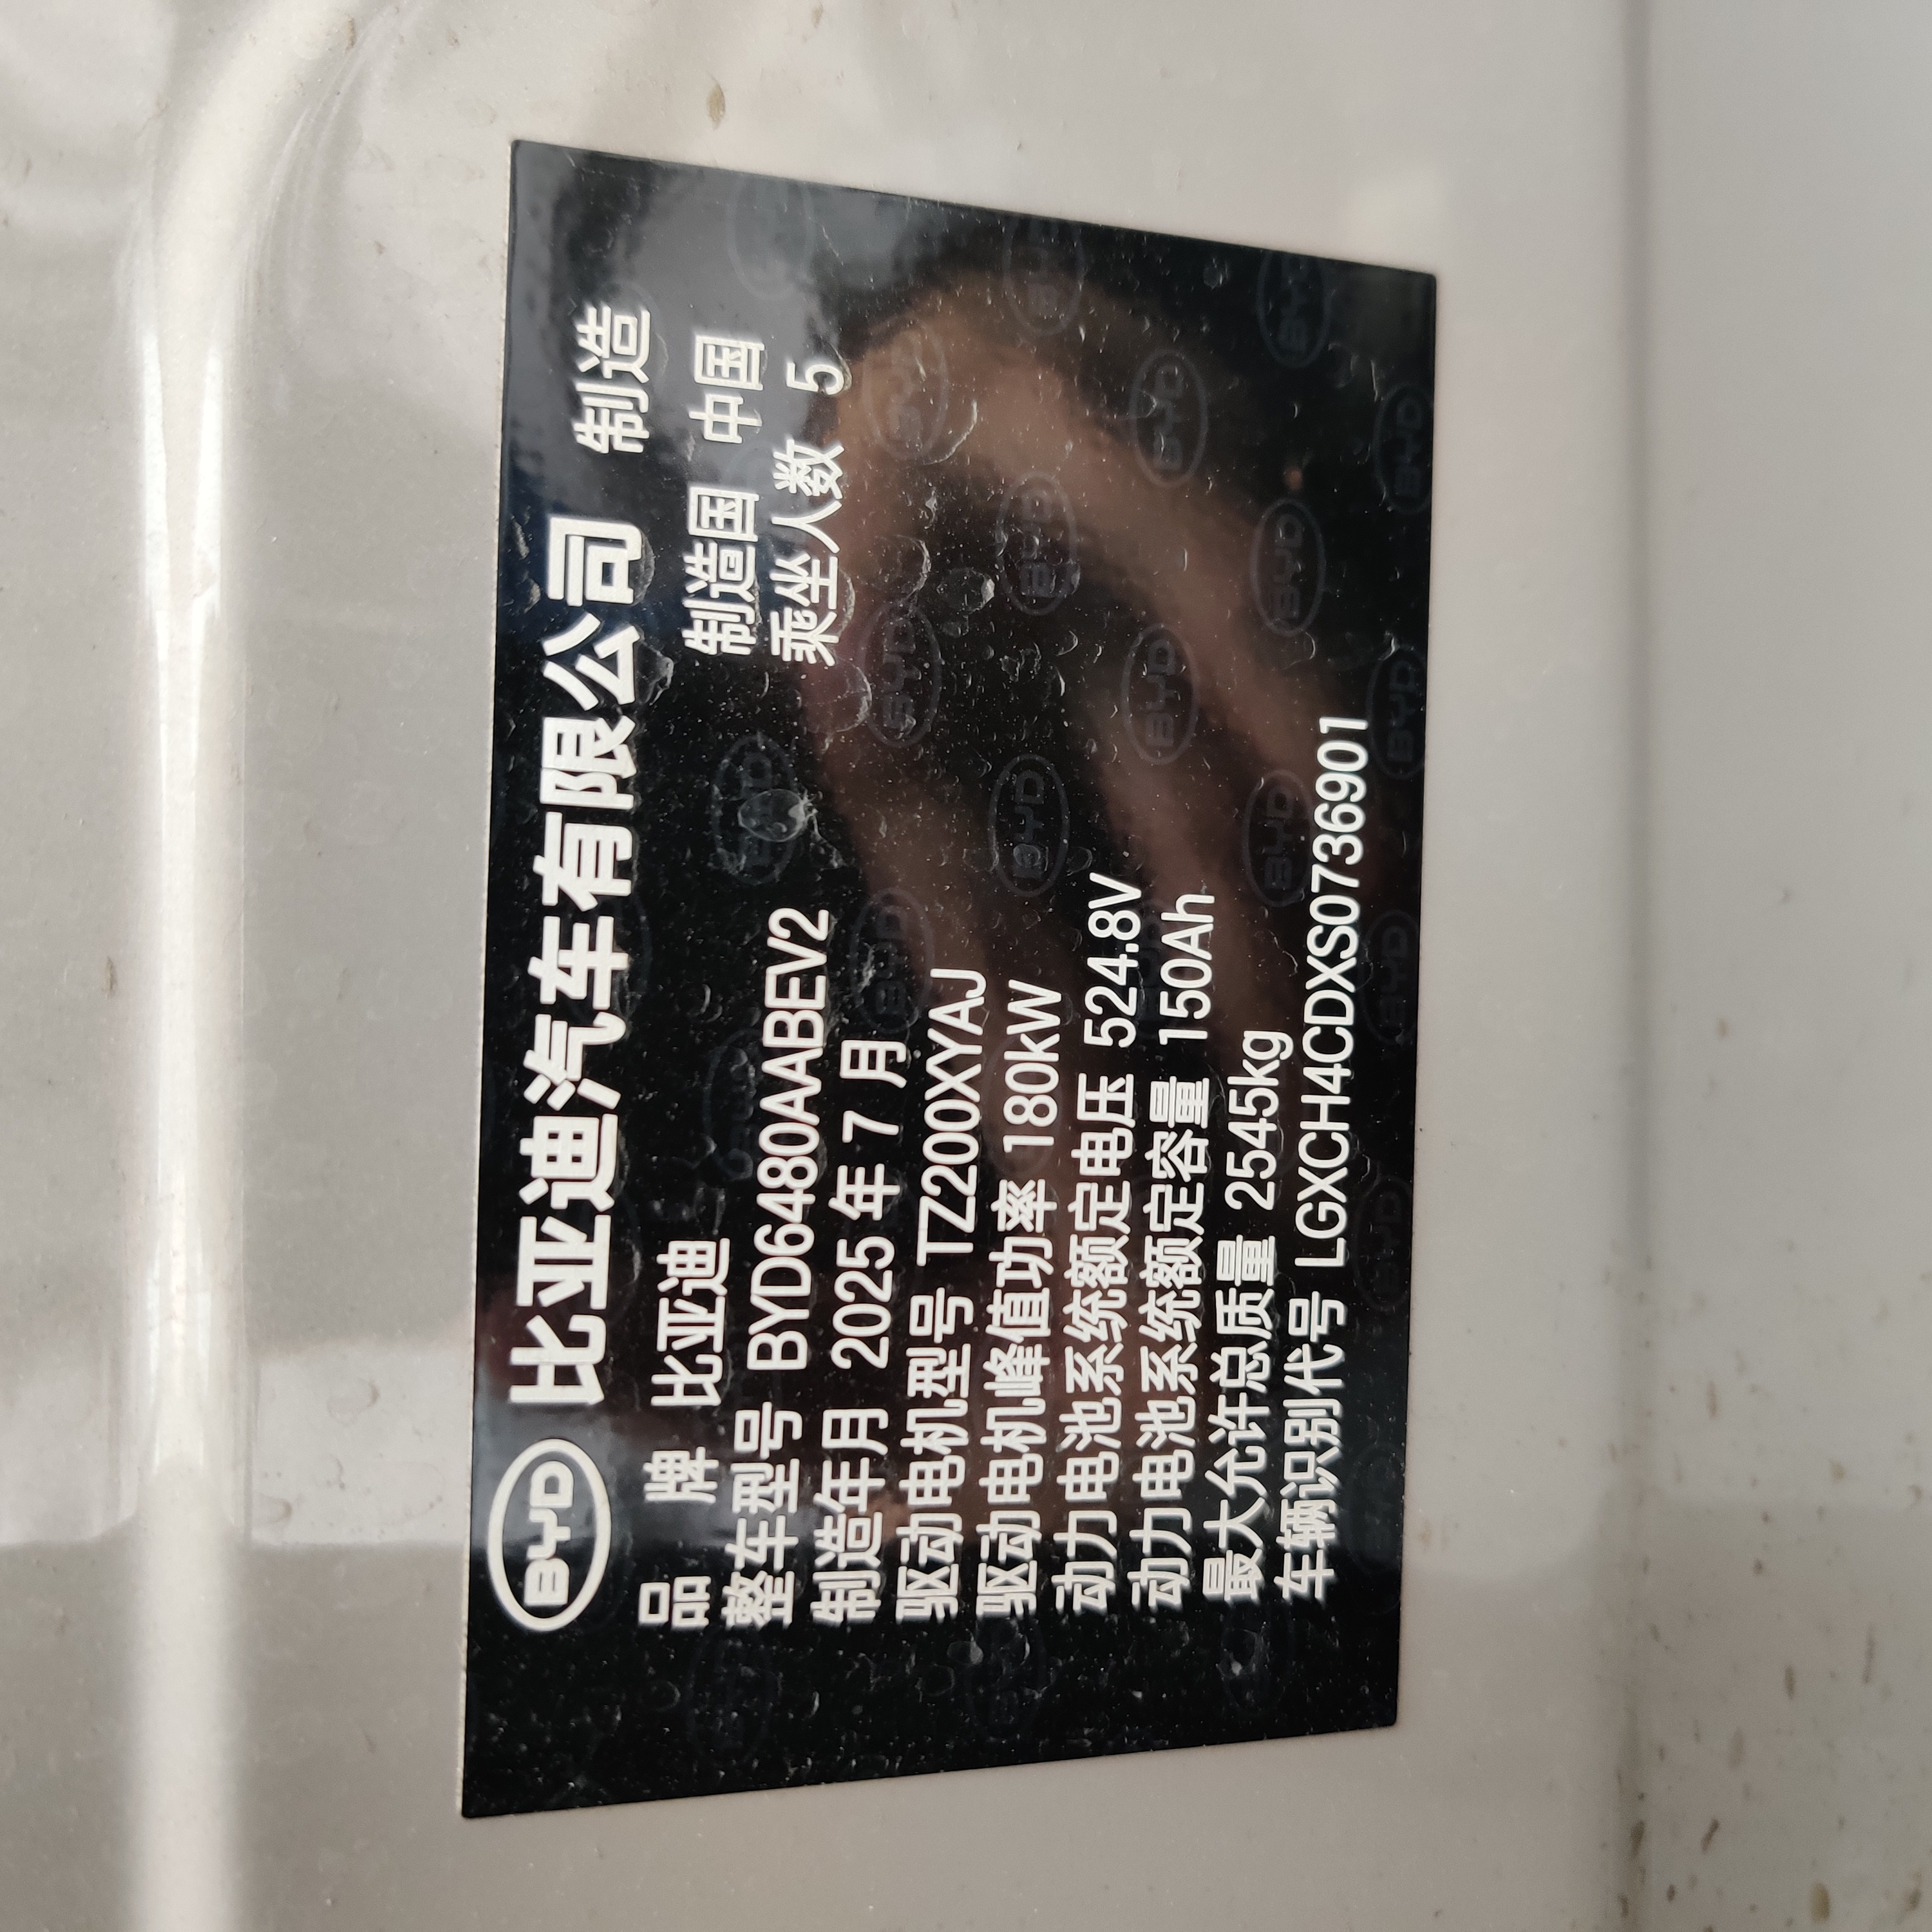 BYD 比亚迪汽车有限公司 制造
品 牌 比亚迪 制造国 中国
整车型号 BYD6480AABEV2 乘坐人数 5
制造年月 2025 年 7 月
驱动电机型号 TZ200XYAJ
驱动电机峰值功率 180kW
动力电池系统额定电压 524.8V
动力电池系统额定容量 150Ah
最大允许总质量 2545kg
车辆识别代号 LGXCH4CDXS0736901